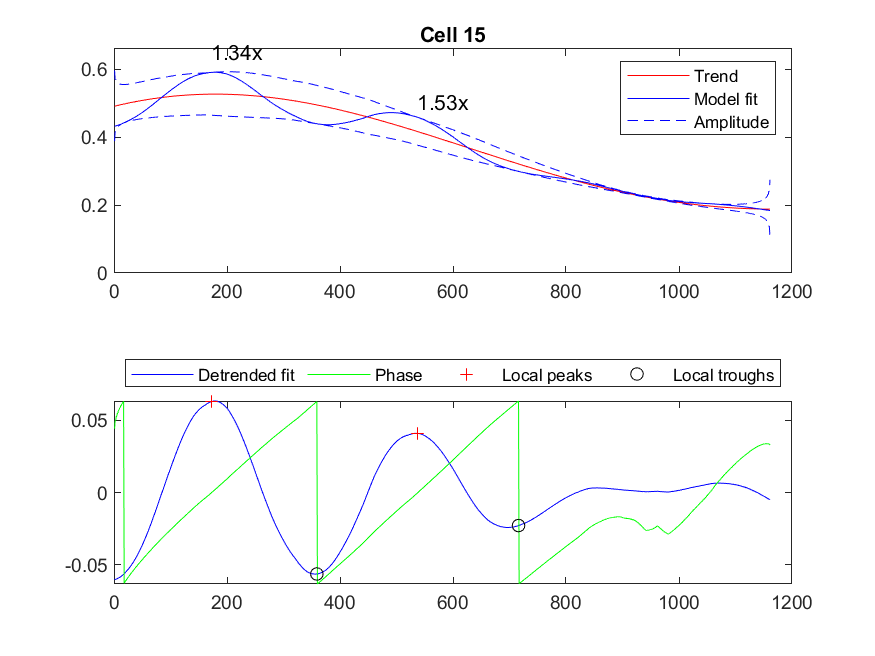 Cell 15
1.34x
1.53x
Trend
Model fit
Amplitude
0.6
0.4
0.2
0
0 200 400 600 800 1000 1200
Detrended fit Phase Local peaks Local troughs
0.05
0
-0.05
0 200 400 600 800 1000 1200